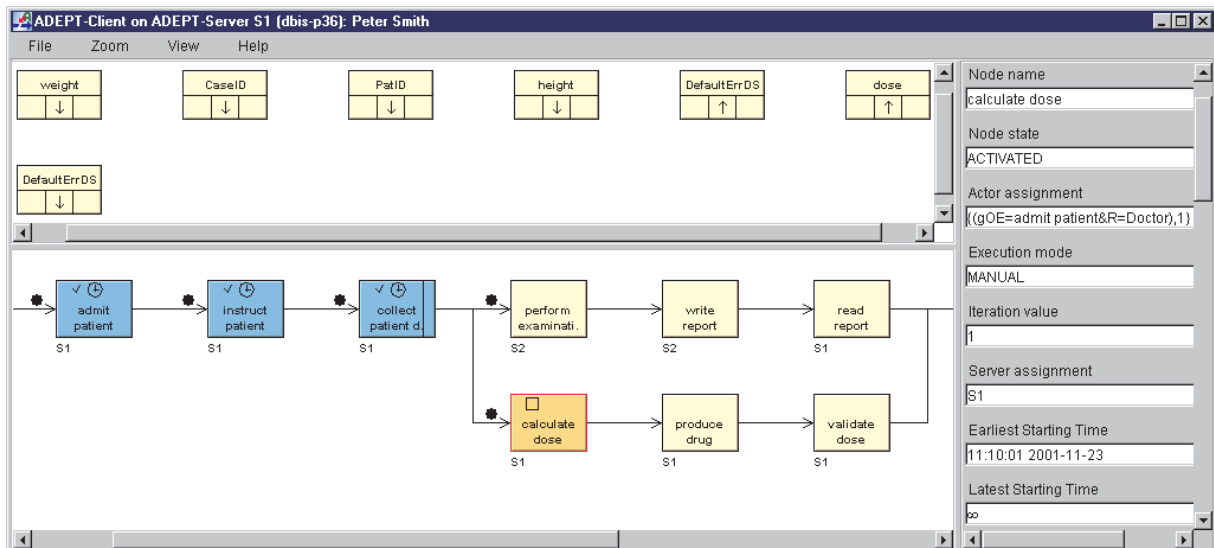 ADEPT-Client on ADEPT-Server S1 (dbis-p36): Peter Smith
File Zoom View Help
weight CaseID PatID height DefaultErrDS dose
↓ ↓ ↓ ↓ ↑ ↑
DefaultErrDS
↓
✓ ✓ ✓
admit instruct collect perform write read
patient patient patient d. examinati. report report
S1 S1 S1 S2 S2 S1
calculate produce validate
dose drug dose
S1 S1 S1
Node name
calculate dose
Node state
ACTIVATED
Actor assignment
{(gOE=admit patient&R=Doctor),1}
Execution mode
MANUAL
Iteration value
1
Server assignment
S1
Earliest Starting Time
11:10:01 2001-11-23
Latest Starting Time
∞